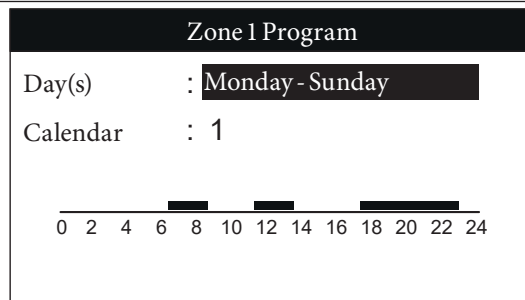 Zone 1 Program
Day(s) : Monday - Sunday
Calendar : 1
0 2 4 6 8 10 12 14 16 18 20 22 24